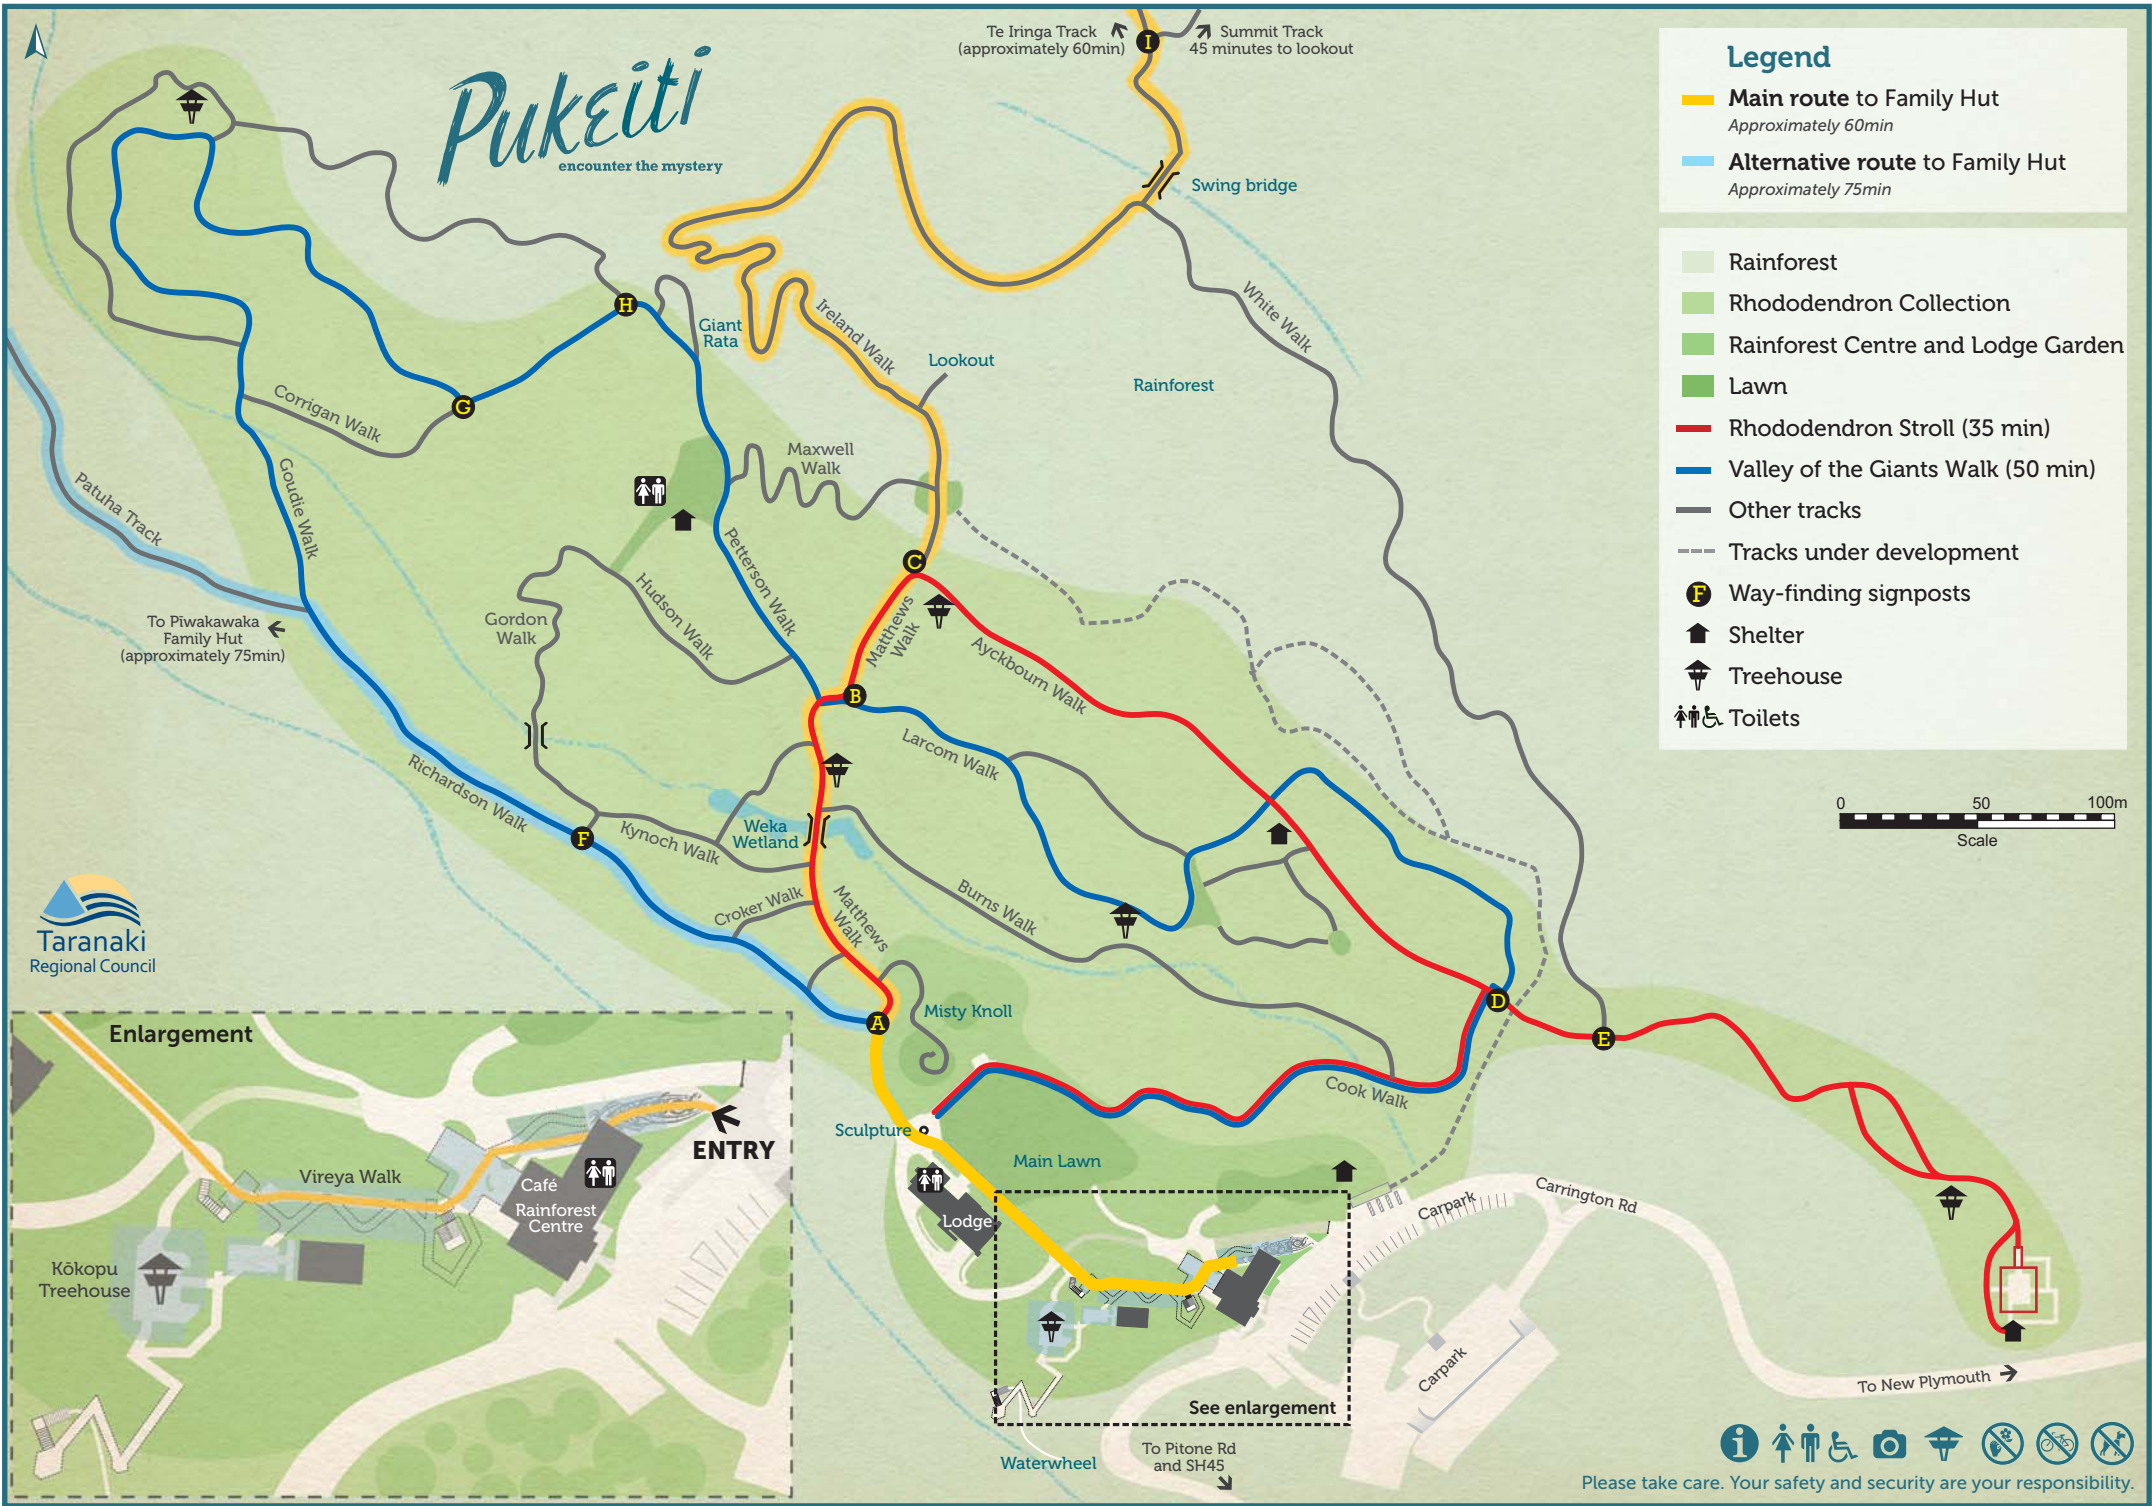 Pukeiti
encounter the mystery
Te Iringa Track
(approximately 60min)
I
Summit Track
45 minutes to lookout
Swing bridge
White Walk
Legend
Main route to Family Hut
Approximately 60min
Alternative route to Family Hut
Approximately 75min
Rainforest
Rhododendron Collection
Rainforest Centre and Lodge Garden
Lawn
Rhododendron Stroll (35 min)
Valley of the Giants Walk (50 min)
Other tracks
Tracks under development
F Way-finding signposts
Shelter
Treehouse
Toilets
0 50 100m
Scale
H
Giant
Rata
Ireland Walk
Lookout
Rainforest
G
Corrigan Walk
Goudie Walk
Patuha Track
Maxwell
Walk
Petterson Walk
C
Hudson Walk
Gordon
Walk
Matthews
Walk
Ayckbourn Walk
To Piwakawaka
Family Hut
(approximately 75min)
B
Larcom Walk
Richardson Walk
F
Kynoch Walk
Weka
Wetland
Croker Walk
Matthews
Walk
Burns Walk
Taranaki
Regional Council
A
Misty Knoll
D
E
Cook Walk
Sculpture
Main Lawn
Lodge
Carpark
Carrington Rd
Carpark
To New Plymouth
See enlargement
Waterwheel
To Pitone Rd
and SH45
Enlargement
ENTRY
Vireya Walk
Café
Rainforest
Centre
Kōkopu
Treehouse
i
Please take care. Your safety and security are your responsibility.